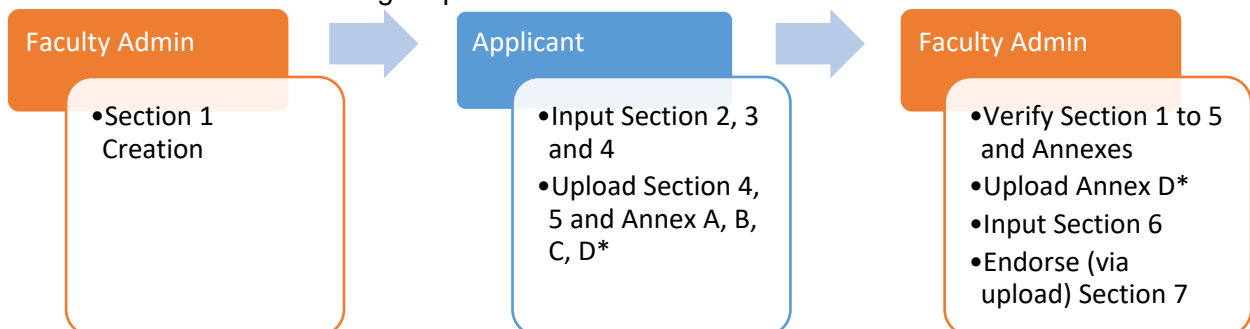 Faculty Admin
•Section 1
Creation
Applicant
•Input Section 2, 3
and 4
•Upload Section 4,
5 and Annex A, B,
C, D*
Faculty Admin
•Verify Section 1 to 5
and Annexes
•Upload Annex D*
•Input Section 6
•Endorse (via
upload) Section 7